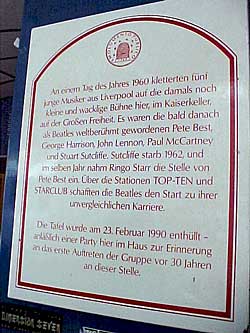 An einem Tag des Jahres 1960 kletterten fünf
junge Musiker aus Liverpool auf die damals noch
kleine und wacklige Bühne hier, im Kaiserkeller,
auf der Großen Freiheit. Es waren die bald danach
als Beatles weltberühmt gewordenen Pete Best,
George Harrison, John Lennon, Paul McCartney
und Stuart Sutcliffe. Sutcliffe starb 1962, und
im selben Jahr nahm Ringo Starr die Stelle von
Pete Best ein. Über die Stationen TOP-TEN und
STARCLUB schafften die Beatles den Start zu ihrer
unvergleichlichen Karriere.
Die Tafel wurde am 23. Februar 1990 enthüllt –
anläßlich einer Party hier im Haus zur Erinnerung
an das erste Auftreten der Gruppe vor 30 Jahren
an dieser Stelle.